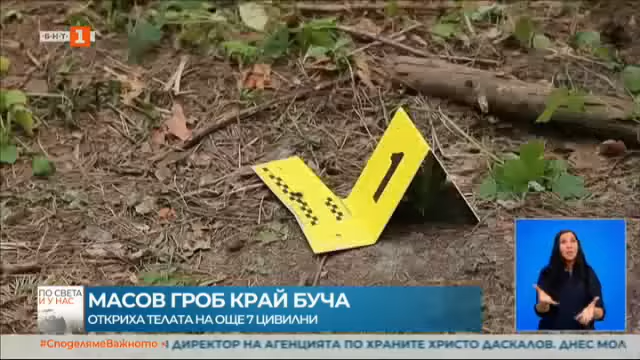 БНТ 1
1
ПО СВЕТА
И У НАС
МАСОВ ГРОБ КРАЙ БУЧА
ОТКРИХА ТЕЛАТА НА ОЩЕ 7 ЦИВИЛНИ
#СподелямеВажното
ДИРЕКТОР НА АГЕНЦИЯТА ПО ХРАНИТЕ ХРИСТО ДАСКАЛОВ. ДНЕС МОЛ